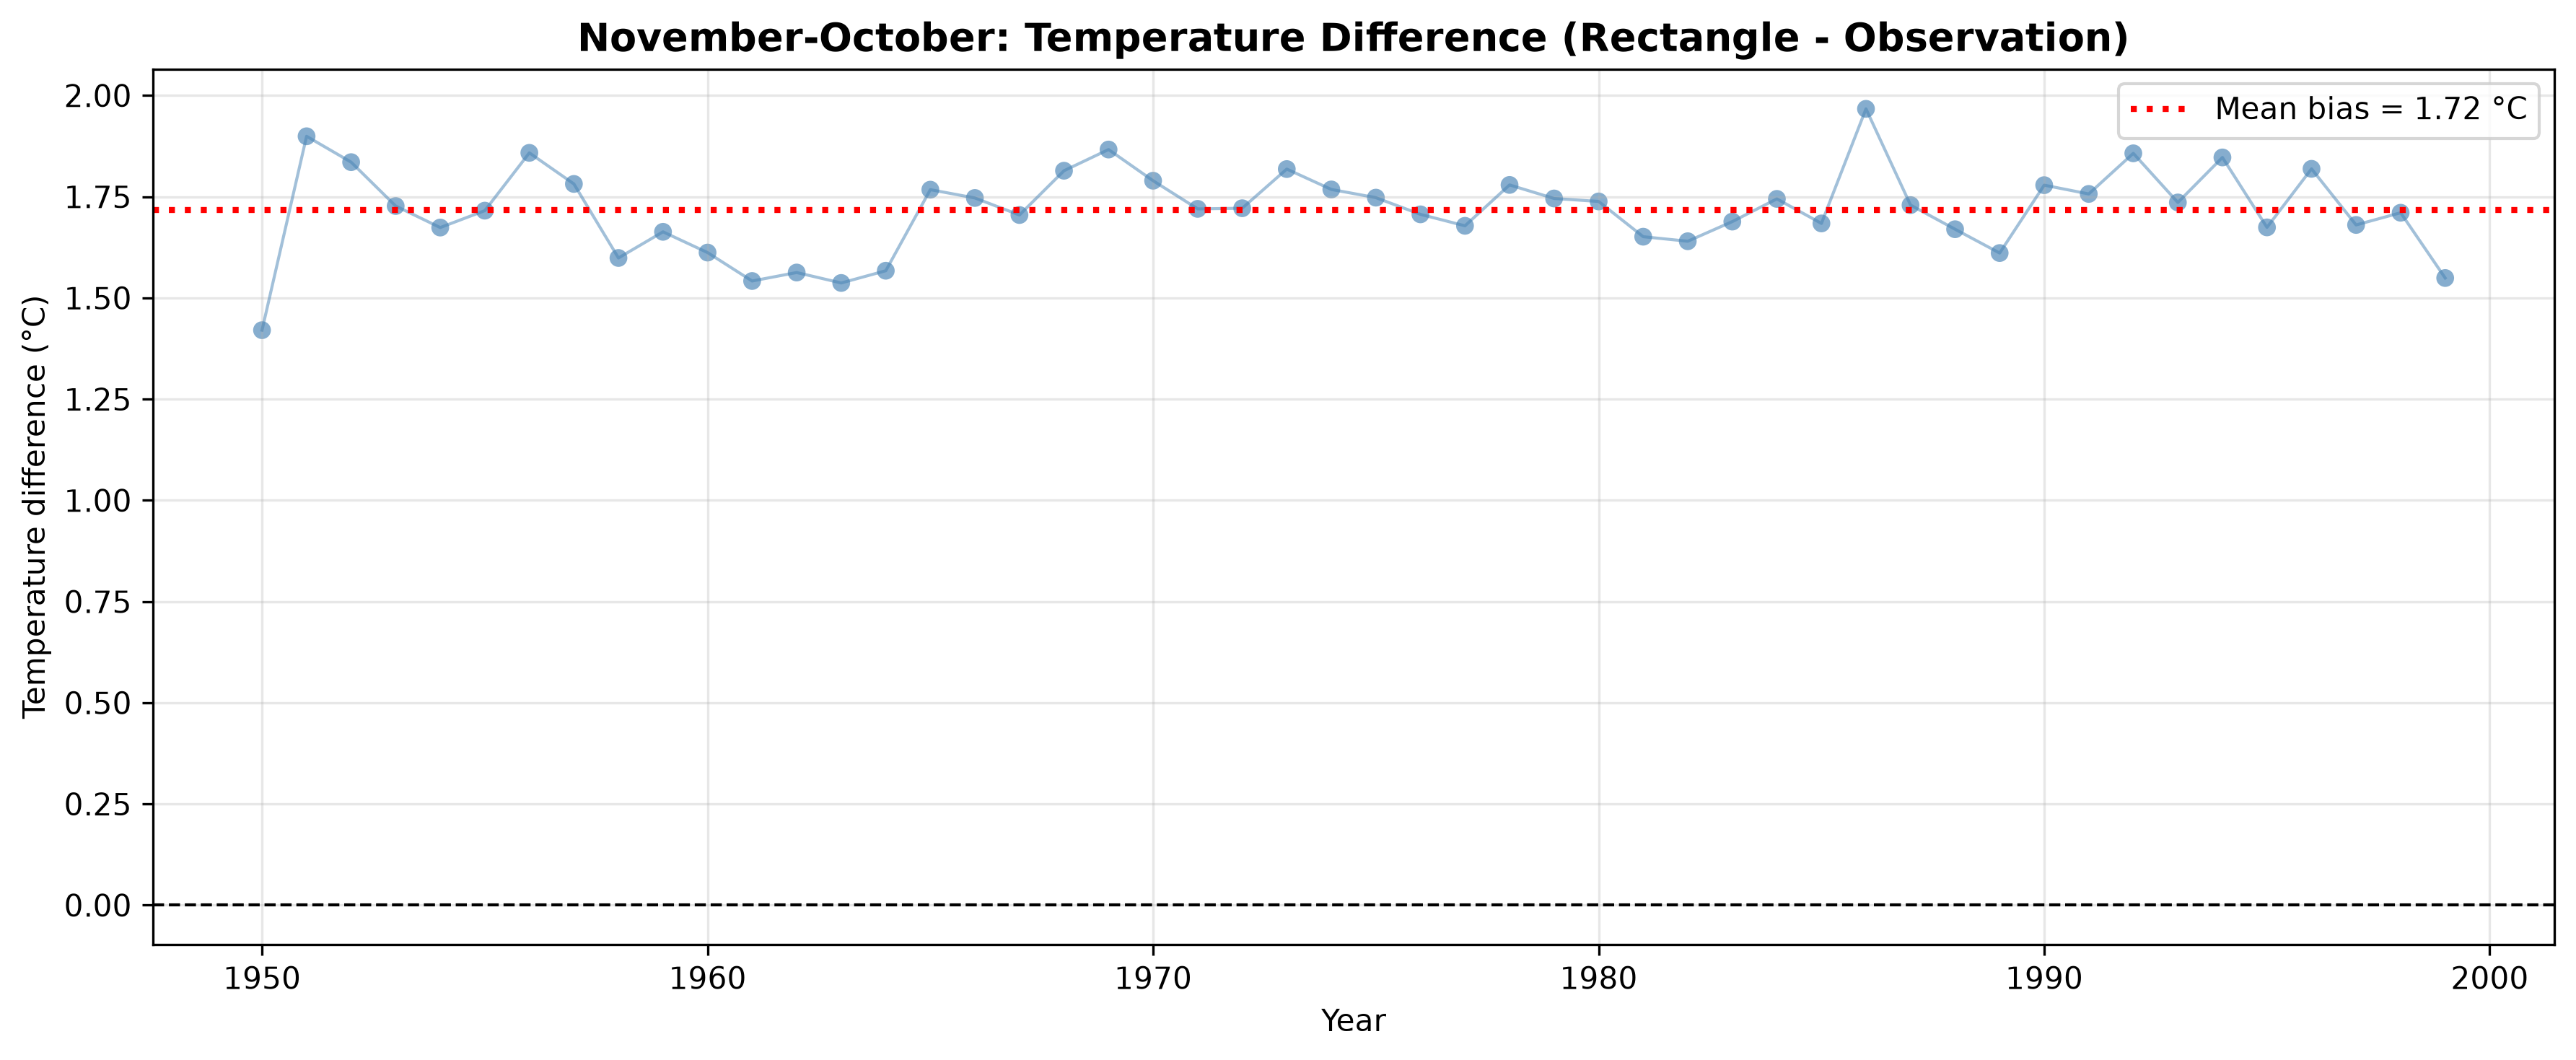 November-October: Temperature Difference (Rectangle - Observation)
Mean bias = 1.72 °C
Temperature difference (°C)
2.00
1.75
1.50
1.25
1.00
0.75
0.50
0.25
0.00
1950 1960 1970 1980 1990 2000
Year